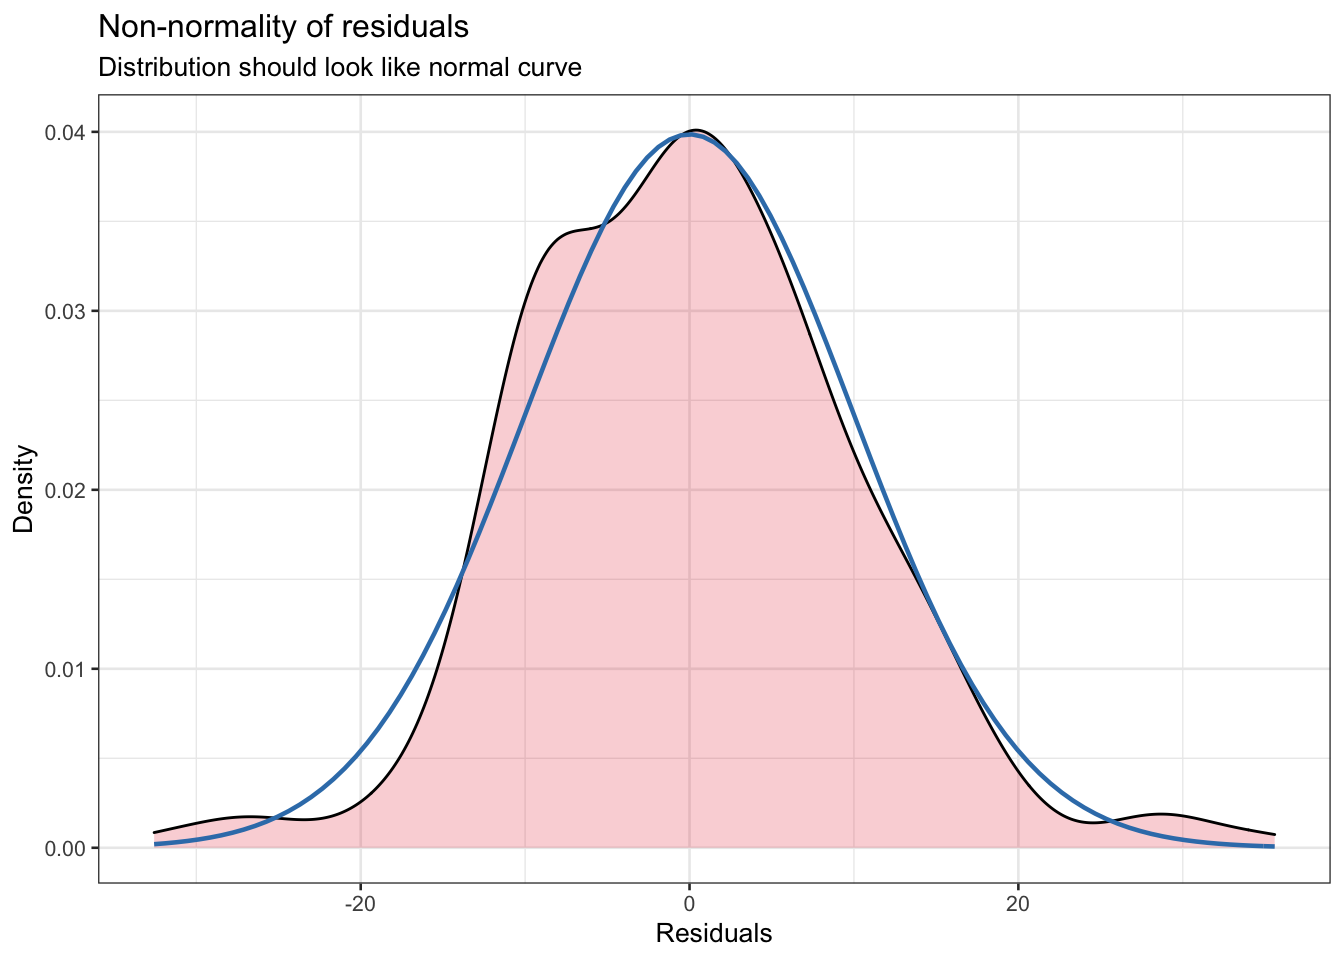 Non-normality of residuals
Distribution should look like normal curve
0.04
0.03
0.02
0.01
0.00
Density
-20
0
20
Residuals